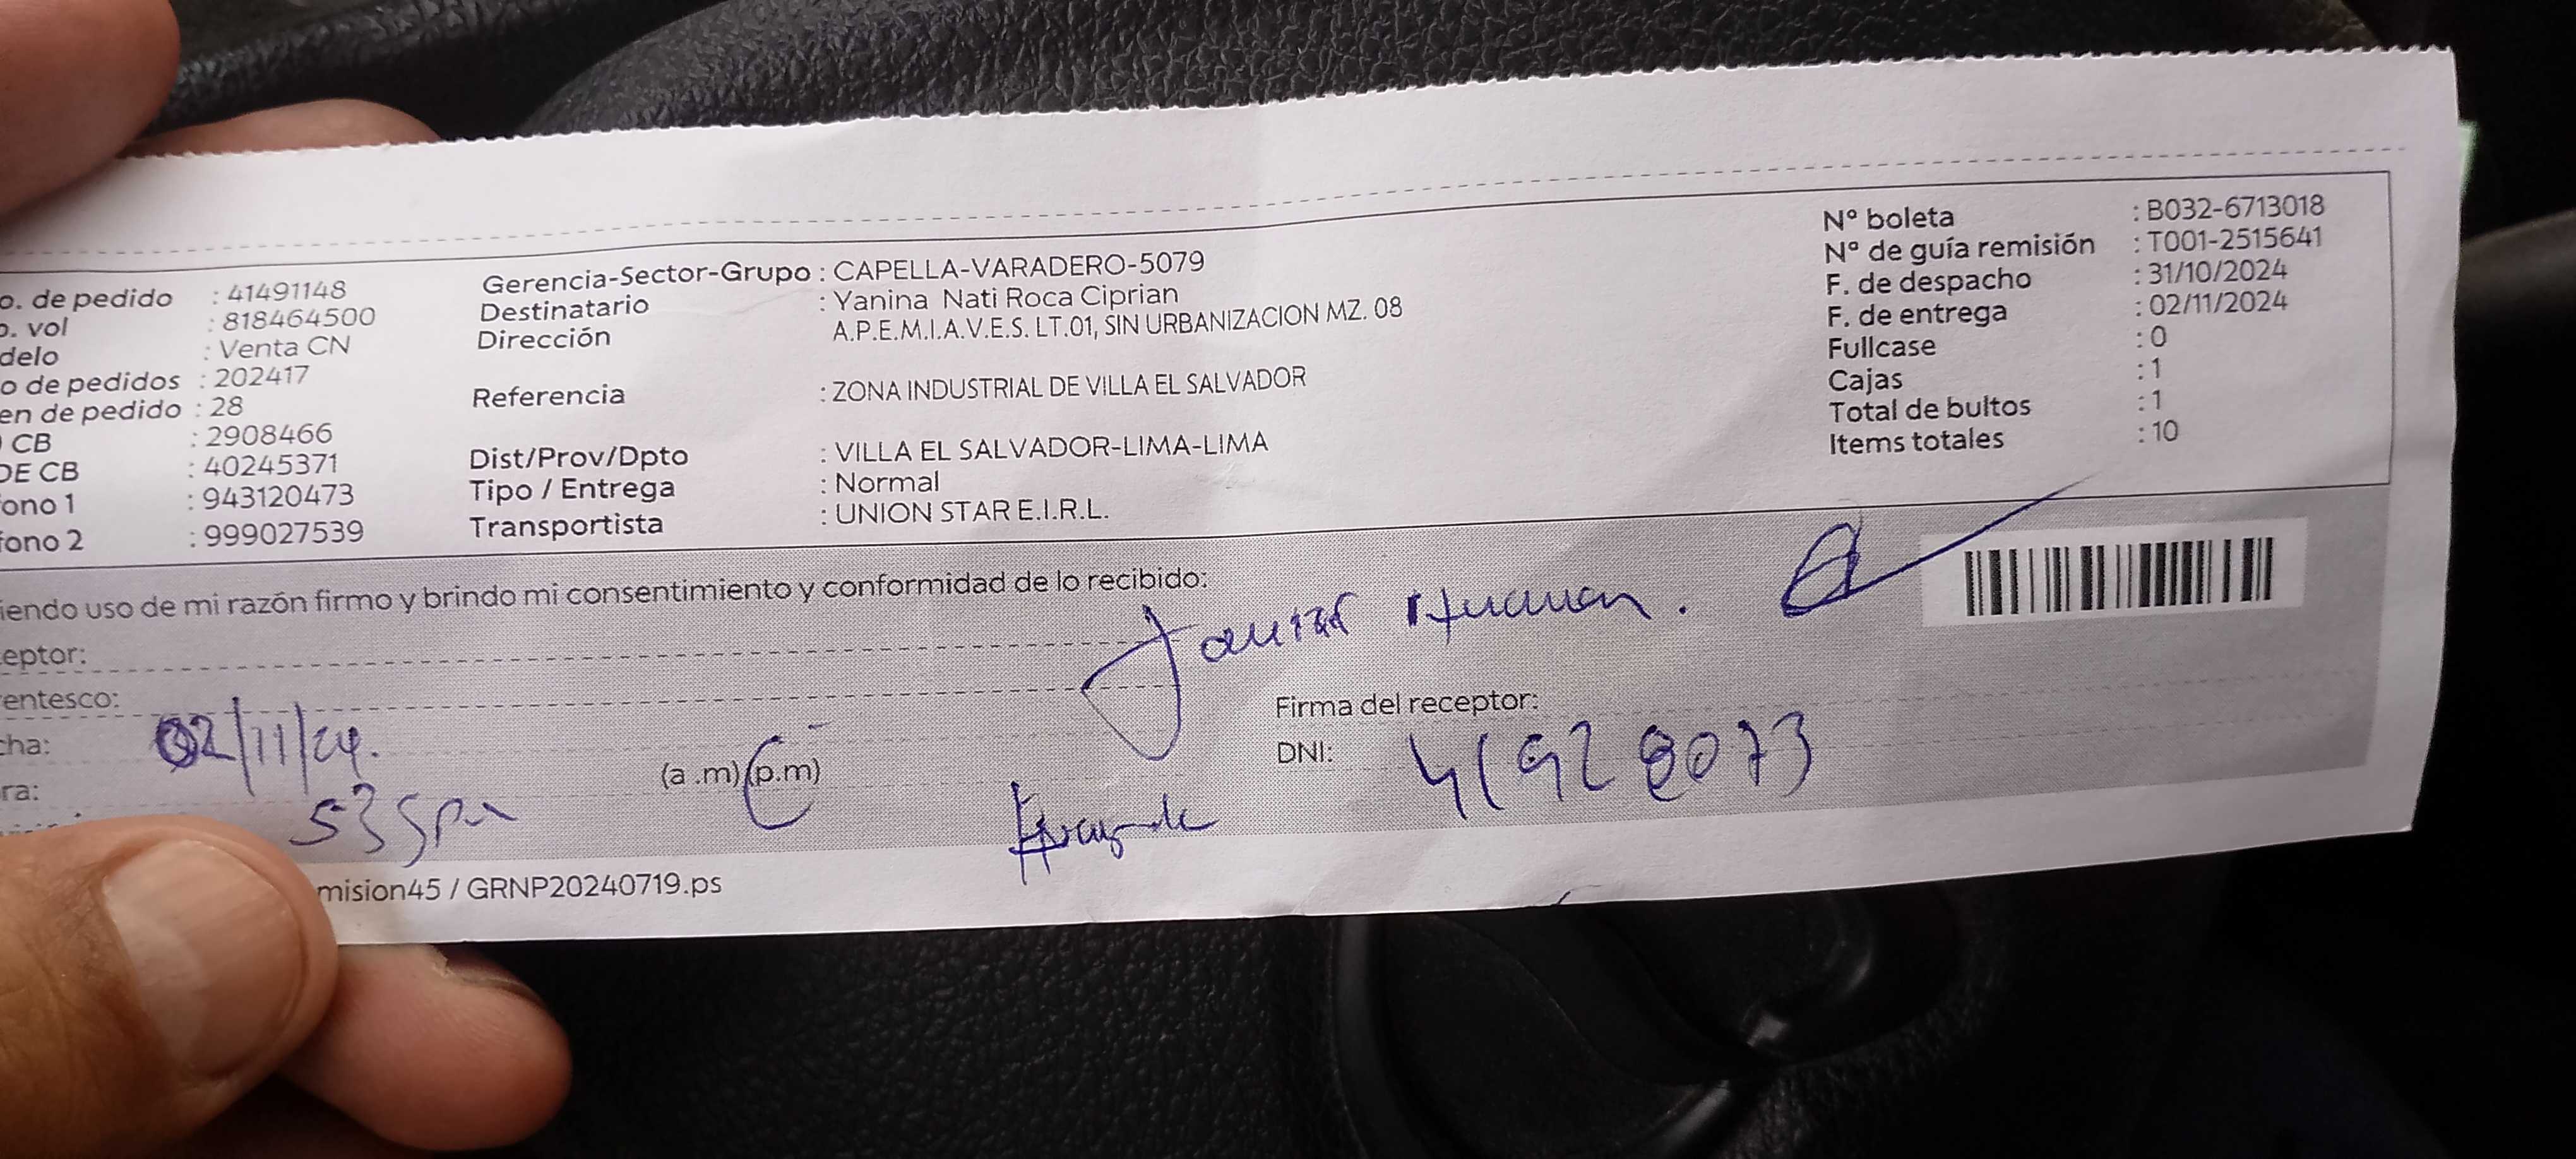 o. de pedido : 41491148
o. vol : 818464500
delo : Venta CN
o de pedidos : 202417
en de pedido : 28
CB : 2908466
DE CB : 40245371
fono 1 : 943120473
fono 2 : 999027539
Gerencia-Sector-Grupo : CAPELLA-VARADERO-5079
Destinatario : Yanina Nati Roca Ciprian
Dirección A.P.E.M.I.A.V.E.S. LT.01, SIN URBANIZACION MZ. 08
Referencia : ZONA INDUSTRIAL DE VILLA EL SALVADOR
Dist/Prov/Dpto : VILLA EL SALVADOR-LIMA-LIMA
Tipo / Entrega : Normal
Transportista : UNION STAR E.I.R.L.
N° boleta : B032-6713018
N° de guía remisión : T001-2515641
F. de despacho : 31/10/2024
F. de entrega : 02/11/2024
Fullcase : 0
Cajas : 1
Total de bultos : 1
Items totales : 10
iendo uso de mi razón firmo y brindo mi consentimiento y conformidad de lo recibido:
eptor:
Huaman.
entesco:
Firma del receptor:
cha: 02/11/24.
(a .m) (p.m)
DNI: 41928073
ra: 535pm
mision45 / GRNP20240719.ps